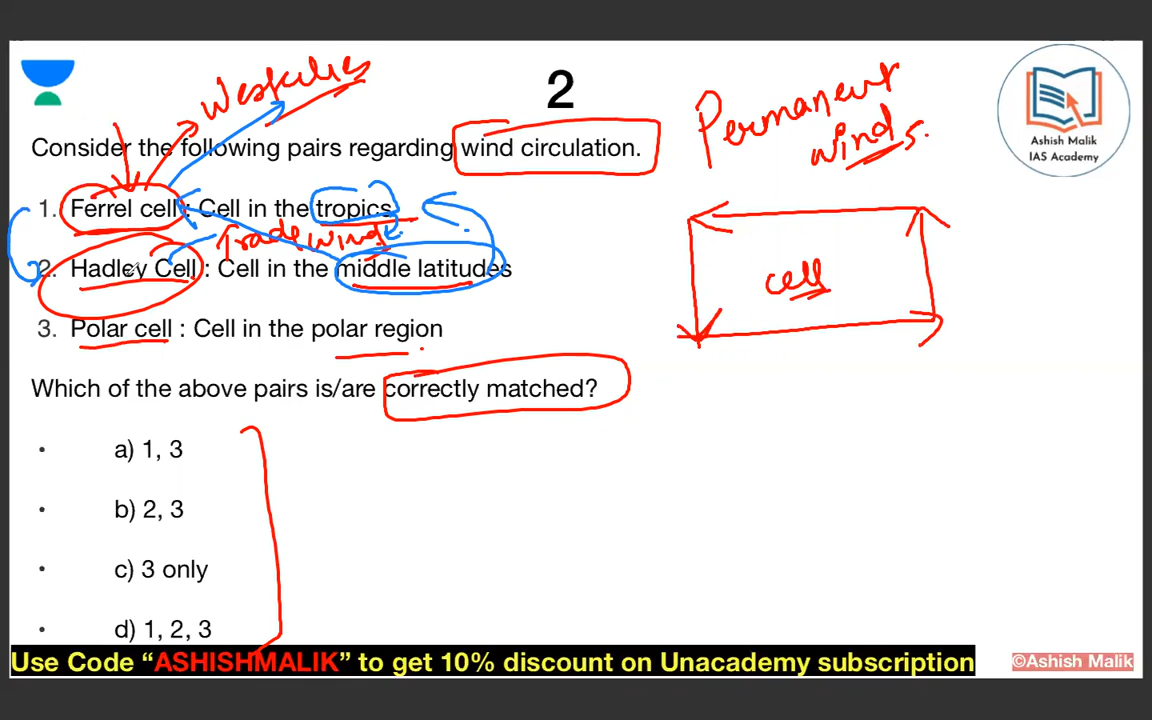 2
Westerlies
Permanent
winds.
Ashish Malik
IAS Academy
Consider the following pairs regarding wind circulation.
1. Ferrel cell : Cell in the tropics
Trade winds
2. Hadley Cell : Cell in the middle latitudes
cell
3. Polar cell : Cell in the polar region
Which of the above pairs is/are correctly matched?
• a) 1, 3
• b) 2, 3
• c) 3 only
• d) 1, 2, 3
Use Code “ASHISHMALIK” to get 10% discount on Unacademy subscription
©Ashish Malik